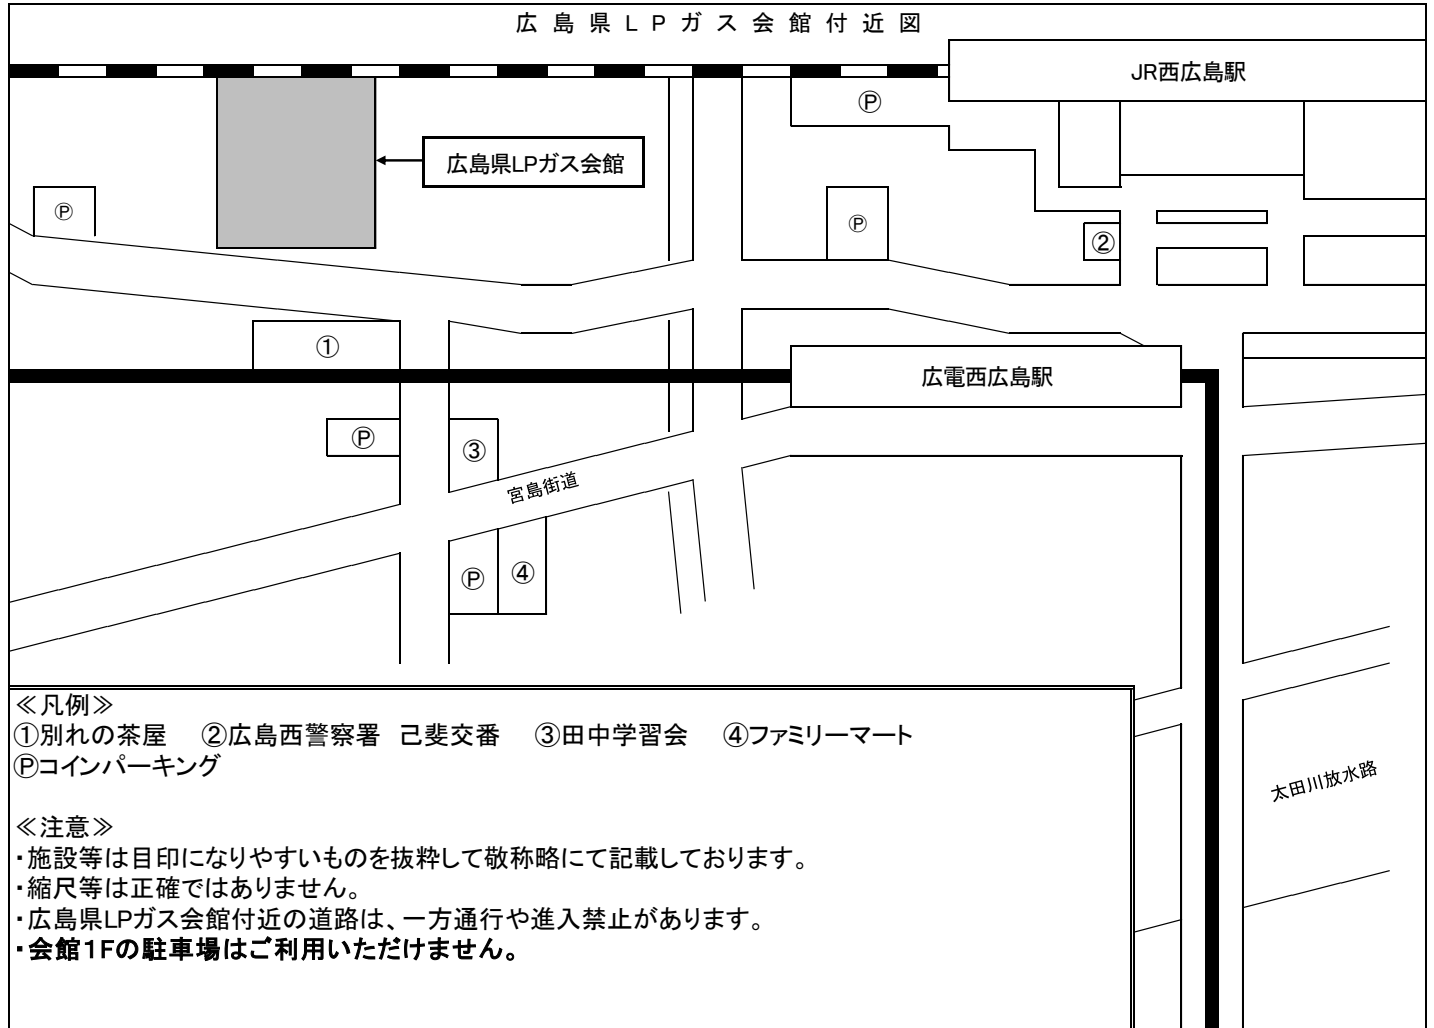 広島県LPガス会館付近図
JR西広島駅
Ⓟ
広島県LPガス会館
Ⓟ
Ⓟ
②
①
広電西広島駅
Ⓟ
③
宮島街道
Ⓟ
④
≪凡例≫
①別れの茶屋　②広島西警察署　己斐交番　③田中学習会　④ファミリーマート
Ⓟコインパーキング
太田川放水路
≪注意≫
・施設等は目印になりやすいものを抜粋して敬称略にて記載しております。
・縮尺等は正確ではありません。
・広島県LPガス会館付近の道路は、一方通行や進入禁止があります。
・会館1Fの駐車場はご利用いただけません。